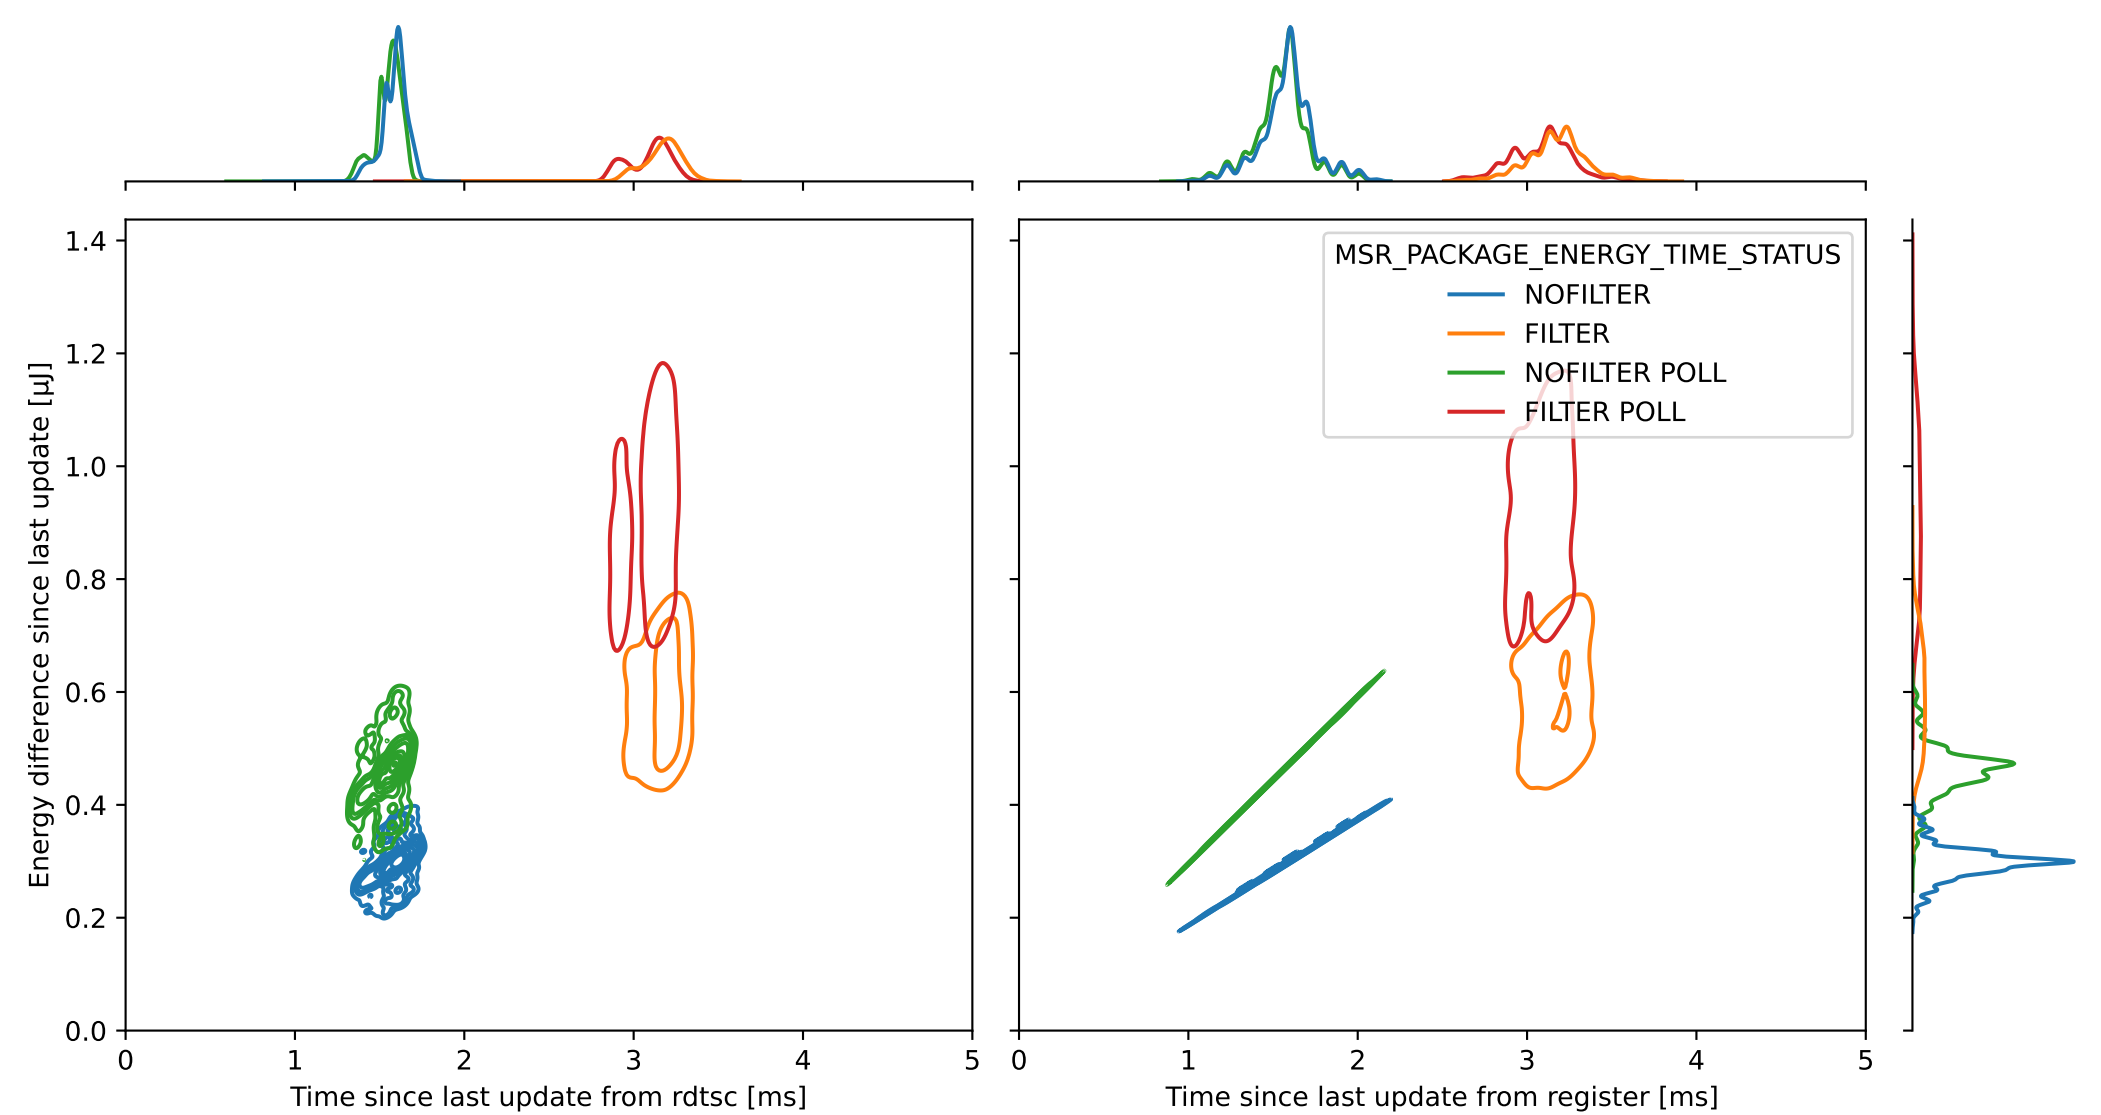 MSR_PACKAGE_ENERGY_TIME_STATUS
NOFILTER
FILTER
NOFILTER POLL
FILTER POLL
Energy difference since last update [µJ]
1.4
1.2
1.0
0.8
0.6
0.4
0.2
0.0
0 1 2 3 4 5
0 1 2 3 4 5
Time since last update from rdtsc [ms]
Time since last update from register [ms]